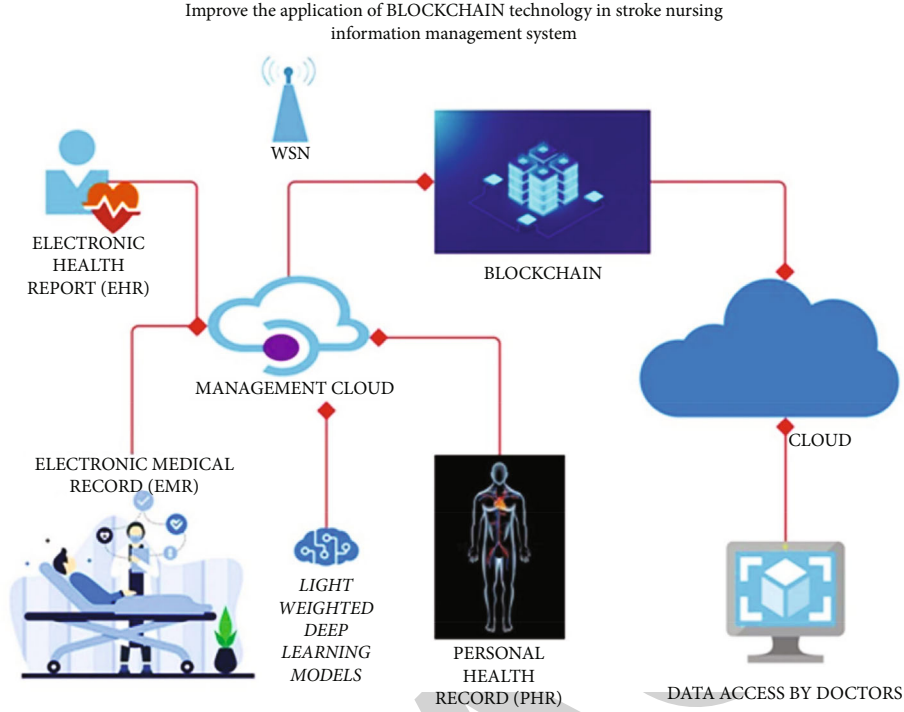 Improve the application of BLOCKCHAIN technology in stroke nursing
information management system
WSN
ELECTRONIC
HEALTH
REPORT (EHR)
BLOCKCHAIN
MANAGEMENT CLOUD
CLOUD
ELECTRONIC MEDICAL
RECORD (EMR)
LIGHT
WEIGHTED
DEEP
LEARNING
MODELS
PERSONAL
HEALTH
RECORD (PHR)
DATA ACCESS BY DOCTORS